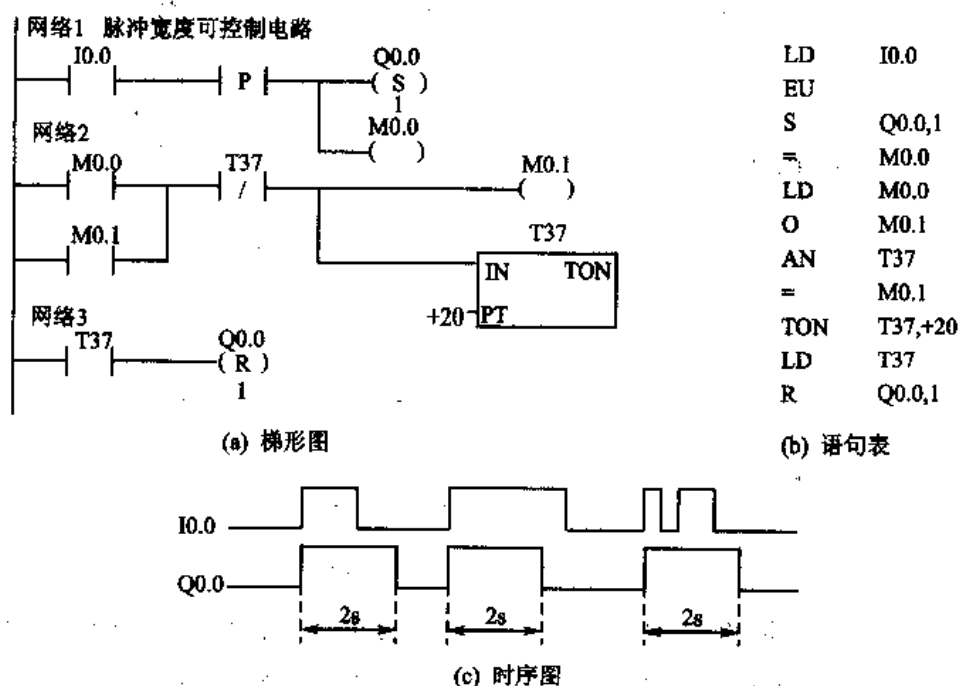 网络1 脉冲宽度可控制电路
I0.0
P
Q0.0
( S )
1
M0.0
( )
网络2
M0.0
T37
/
M0.1
( )
M0.1
T37
IN TON
+20 PT
网络3
T37
Q0.0
( R )
1
(a) 梯形图
LD I0.0
EU
S Q0.0,1
= M0.0
LD M0.0
O M0.1
AN T37
= M0.1
TON T37,+20
LD T37
R Q0.0,1
(b) 语句表
I0.0
Q0.0
2s 2s 2s
(c) 时序图